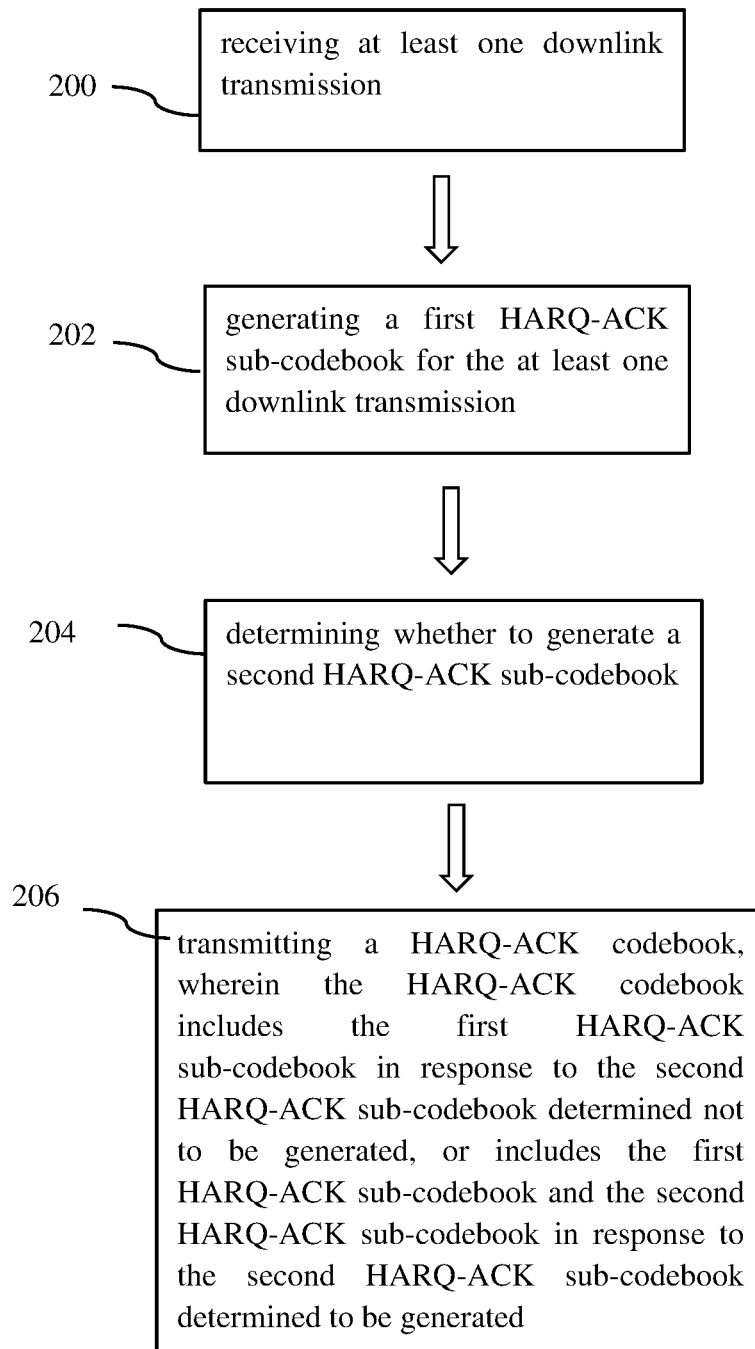 receiving at least one downlink
transmission
200
generating a first HARQ-ACK
sub-codebook for the at least one
downlink transmission
202
204
determining whether to generate a
second HARQ-ACK sub-codebook
206
transmitting a HARQ-ACK codebook,
wherein the HARQ-ACK codebook
includes the first HARQ-ACK
sub-codebook in response to the second
HARQ-ACK sub-codebook determined not
to be generated, or includes the first
HARQ-ACK sub-codebook and the second
HARQ-ACK sub-codebook in response to
the second HARQ-ACK sub-codebook
determined to be generated